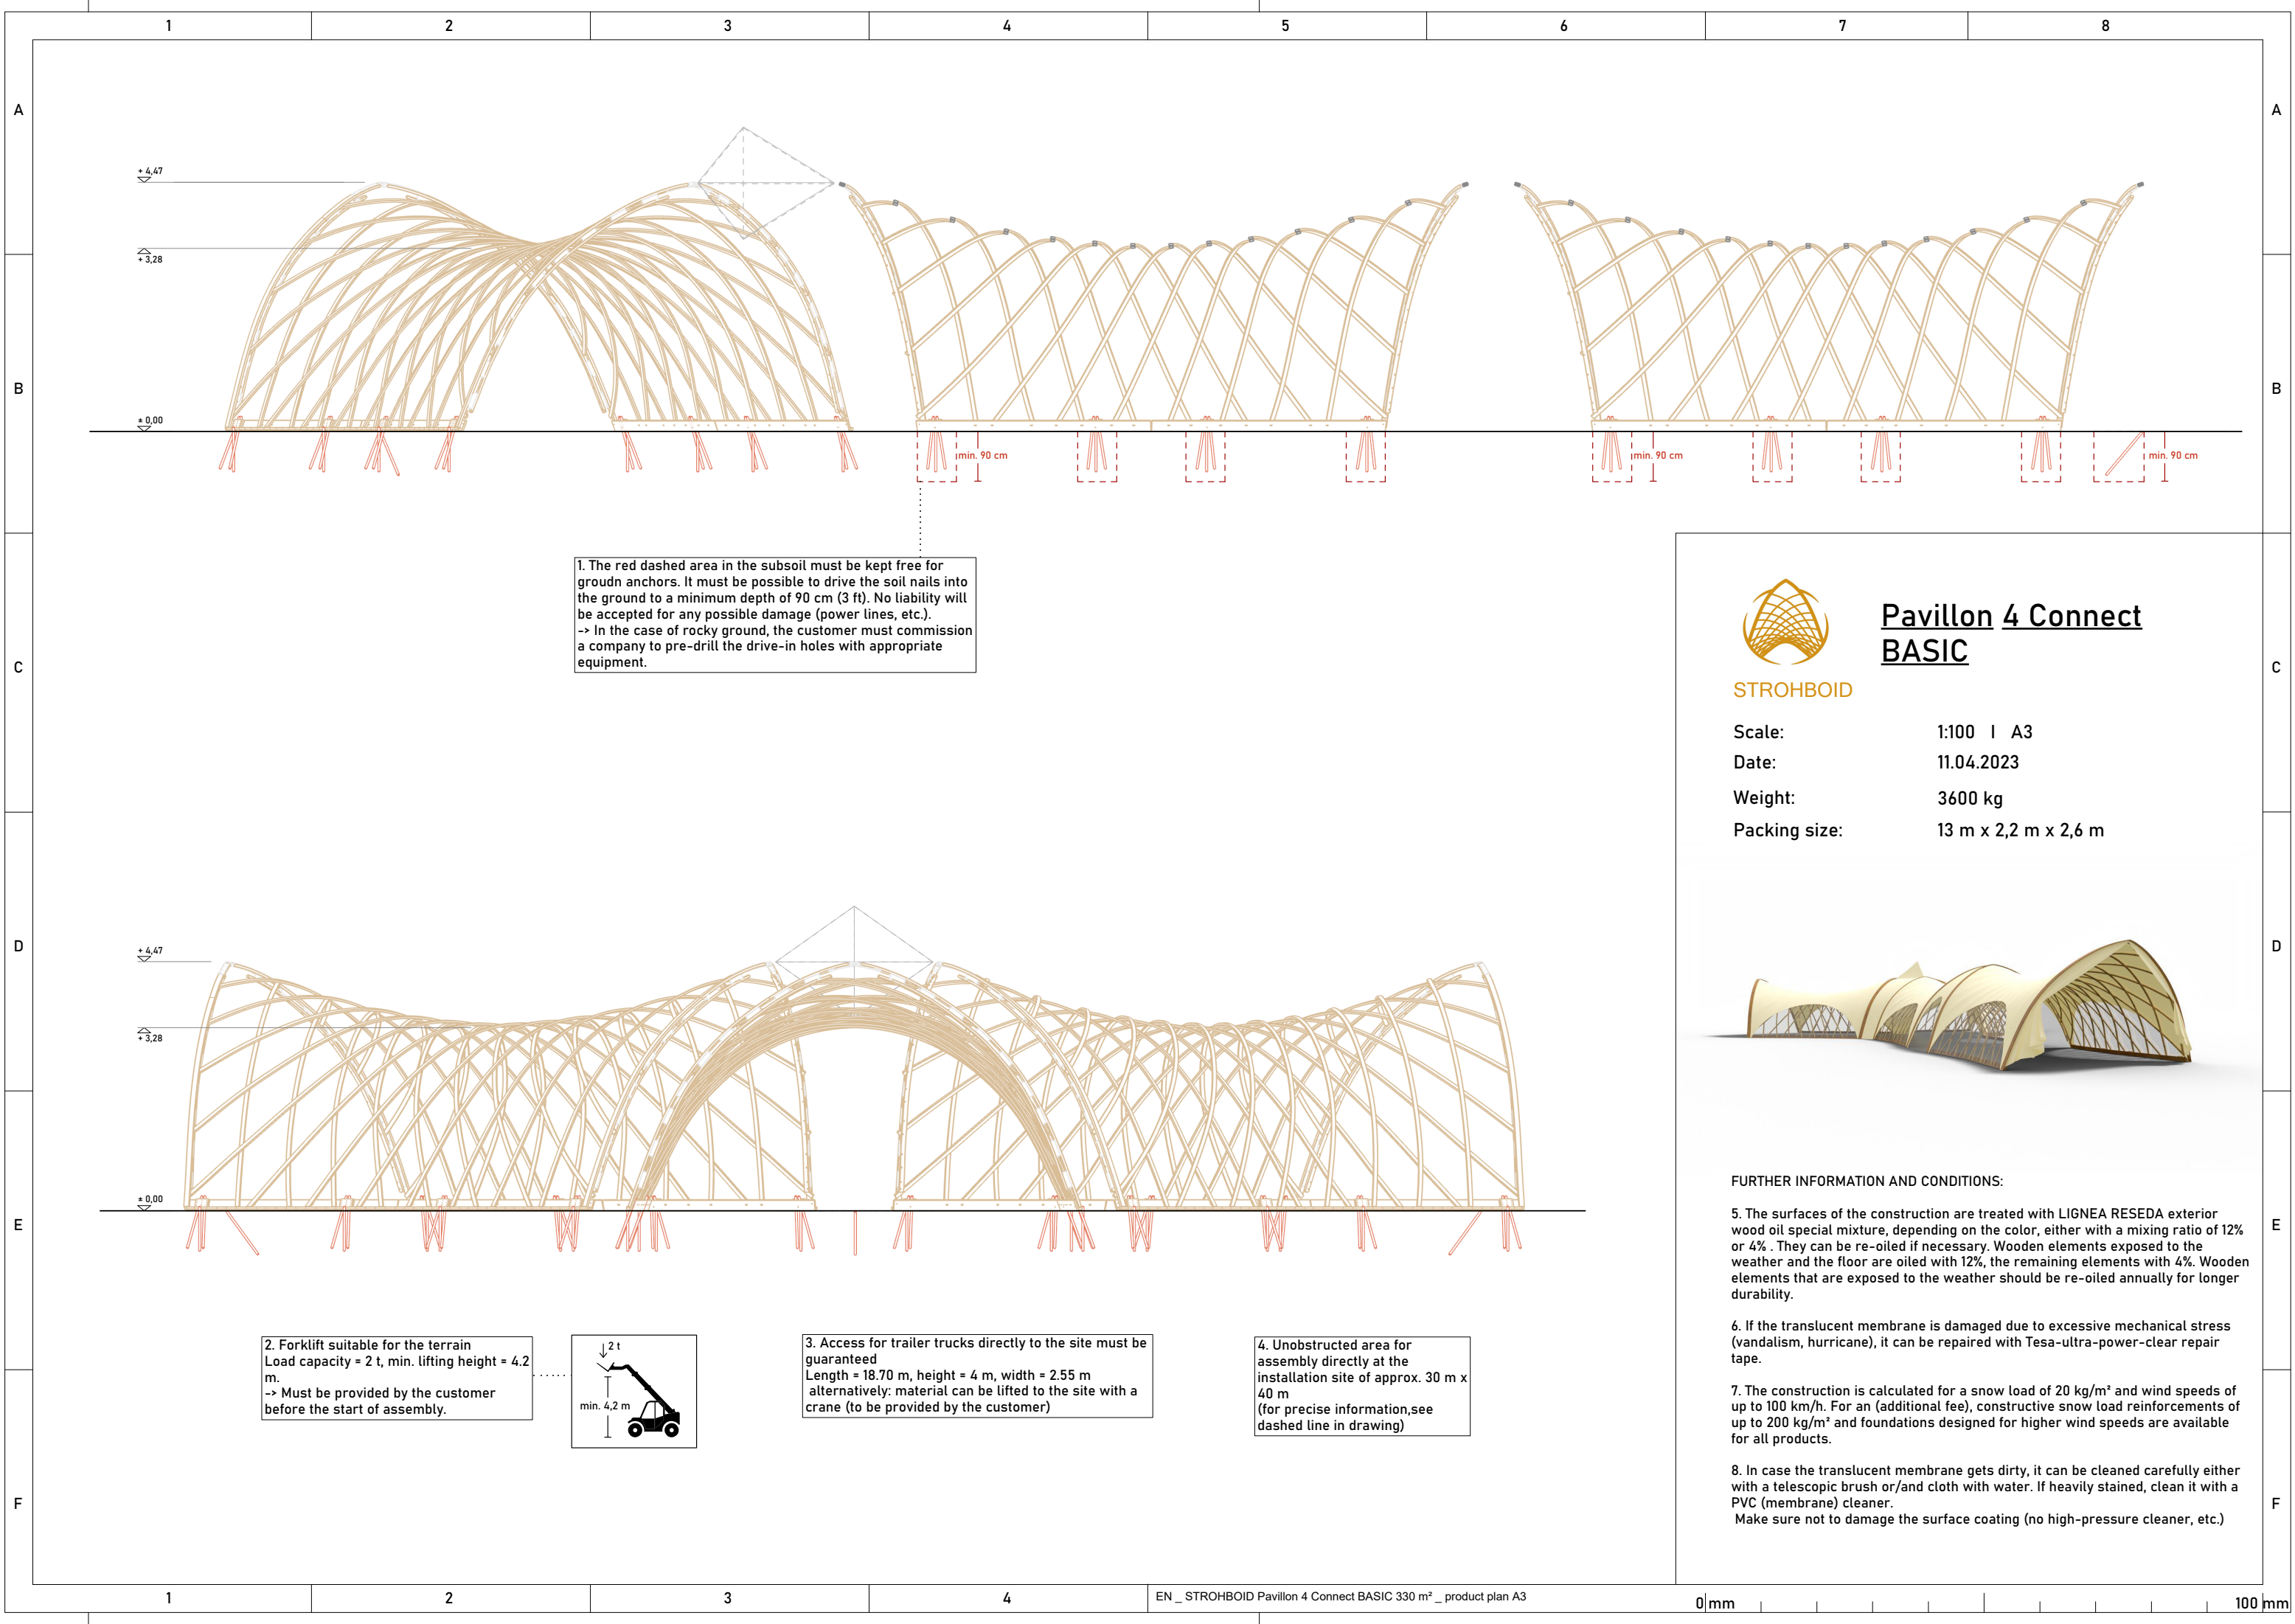 1 2 3 4 5 6 7 8
A A
+ 4,47
+ 3,28
B B
± 0,00
min. 90 cm min. 90 cm min. 90 cm
1. The red dashed area in the subsoil must be kept free for
groudn anchors. It must be possible to drive the soil nails into
the ground to a minimum depth of 90 cm (3 ft). No liability will
be accepted for any possible damage (power lines, etc.).
-> In the case of rocky ground, the customer must commission
a company to pre-drill the drive-in holes with appropriate
equipment.
C C
Pavillon 4 Connect
BASIC
STROHBOID
Scale: 1:100 | A3
Date: 11.04.2023
Weight: 3600 kg
Packing size: 13 m x 2,2 m x 2,6 m
D D
+ 4,47
+ 3,28
± 0,00
E E
2. Forklift suitable for the terrain
Load capacity = 2 t, min. lifting height = 4.2
m.
-> Must be provided by the customer
before the start of assembly.
2 t
min. 4,2 m
3. Access for trailer trucks directly to the site must be
guaranteed
Length = 18.70 m, height = 4 m, width = 2.55 m
alternatively: material can be lifted to the site with a
crane (to be provided by the customer)
4. Unobstructed area for
assembly directly at the
installation site of approx. 30 m x
40 m
(for precise information,see
dashed line in drawing)
FURTHER INFORMATION AND CONDITIONS:
5. The surfaces of the construction are treated with LIGNEA RESEDA exterior
wood oil special mixture, depending on the color, either with a mixing ratio of 12%
or 4% . They can be re-oiled if necessary. Wooden elements exposed to the
weather and the floor are oiled with 12%, the remaining elements with 4%. Wooden
elements that are exposed to the weather should be re-oiled annually for longer
durability.
6. If the translucent membrane is damaged due to excessive mechanical stress
(vandalism, hurricane), it can be repaired with Tesa-ultra-power-clear repair
tape.
7. The construction is calculated for a snow load of 20 kg/m² and wind speeds of
up to 100 km/h. For an (additional fee), constructive snow load reinforcements of
up to 200 kg/m² and foundations designed for higher wind speeds are available
for all products.
8. In case the translucent membrane gets dirty, it can be cleaned carefully either
with a telescopic brush or/and cloth with water. If heavily stained, clean it with a
PVC (membrane) cleaner.
Make sure not to damage the surface coating (no high-pressure cleaner, etc.)
F F
1 2 3 4
EN _ STROHBOID Pavillon 4 Connect BASIC 330 m² _ product plan A3
0 mm 100 mm